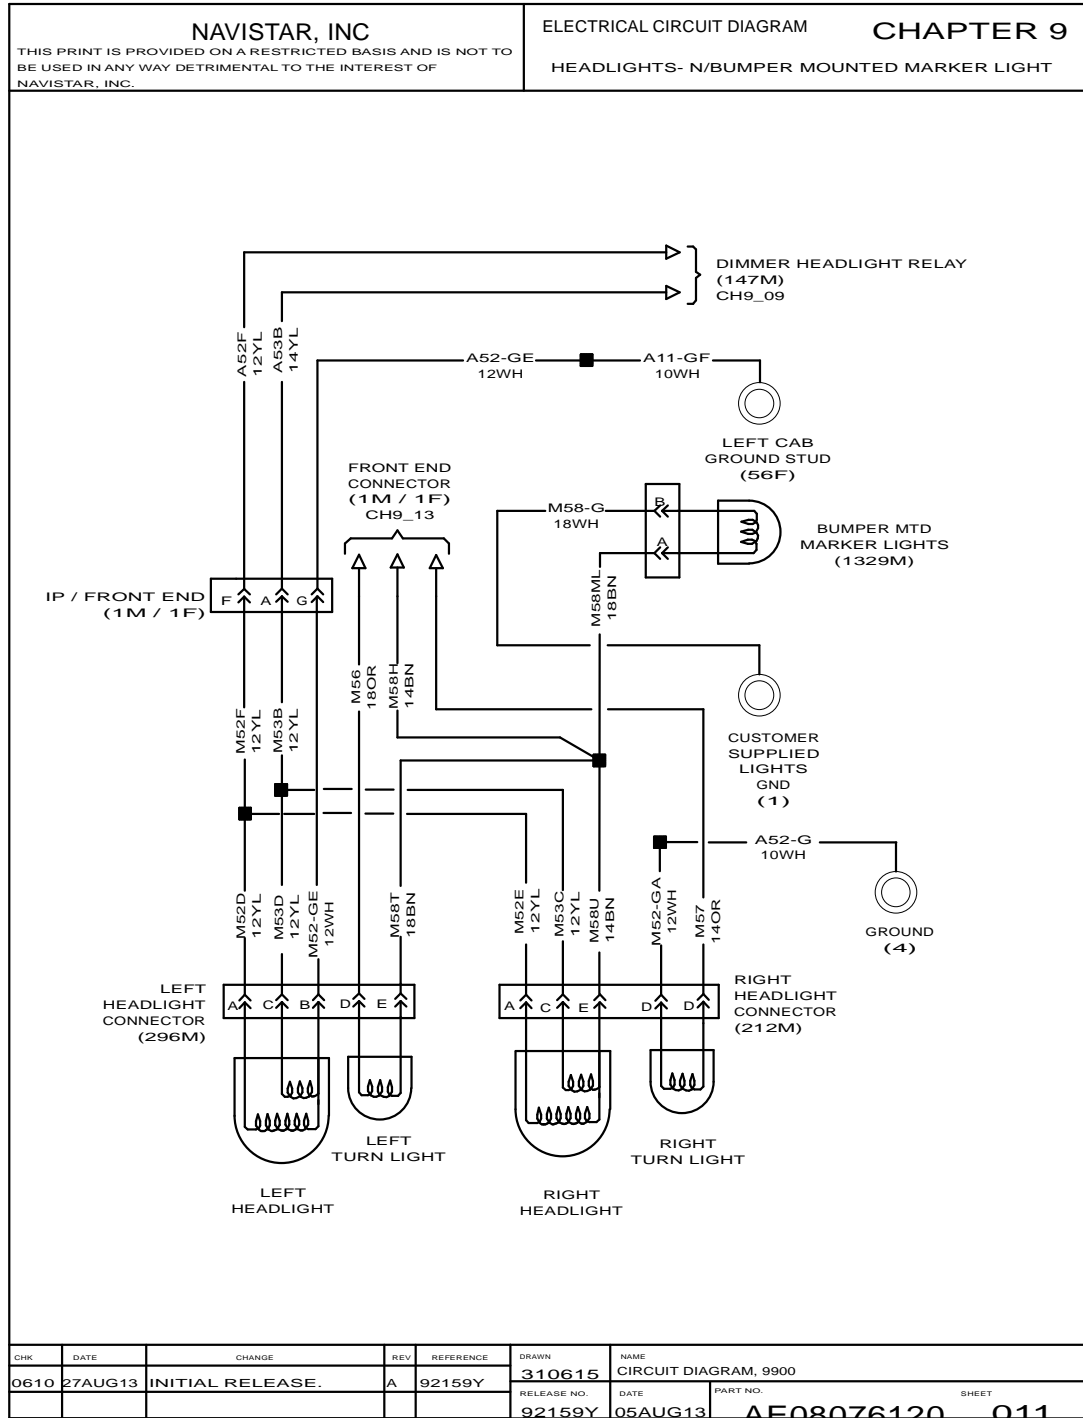 NAVISTAR, INC
THIS PRINT IS PROVIDED ON A RESTRICTED BASIS AND IS NOT TO
BE USED IN ANY WAY DETRIMENTAL TO THE INTEREST OF
NAVISTAR, INC.
ELECTRICAL CIRCUIT DIAGRAM
CHAPTER 9
HEADLIGHTS- N/BUMPER MOUNTED MARKER LIGHT
DIMMER HEADLIGHT RELAY
(147M)
CH9_09
A52F
12YL
A53B
14YL
A52-GE
12WH
A11-GF
10WH
LEFT CAB
GROUND STUD
(56F)
FRONT END
CONNECTOR
(1M / 1F)
CH9_13
M58-G
18WH
B
A
BUMPER MTD
MARKER LIGHTS
(1329M)
IP / FRONT END
(1M / 1F)
F
A
G
M58ML
18BN
M56
18OR
M58H
14BN
M52F
12YL
M53B
12YL
CUSTOMER
SUPPLIED
LIGHTS
GND
(1)
A52-G
10WH
GROUND
(4)
M52D
12YL
M53D
12YL
M52-GE
12WH
M58T
18BN
M52E
12YL
M53C
12YL
M58U
14BN
M52-GA
12WH
M57
14OR
LEFT
HEADLIGHT
CONNECTOR
(296M)
A
C
B
D
E
A
C
E
D
D
RIGHT
HEADLIGHT
CONNECTOR
(212M)
LEFT
TURN LIGHT
RIGHT
TURN LIGHT
LEFT
HEADLIGHT
RIGHT
HEADLIGHT
CHK DATE CHANGE REV REFERENCE DRAWN NAME
0610 27AUG13 INITIAL RELEASE. A 92159Y 310615 CIRCUIT DIAGRAM, 9900
RELEASE NO. DATE PART NO. SHEET
92159Y 05AUG13 AE08076120 011